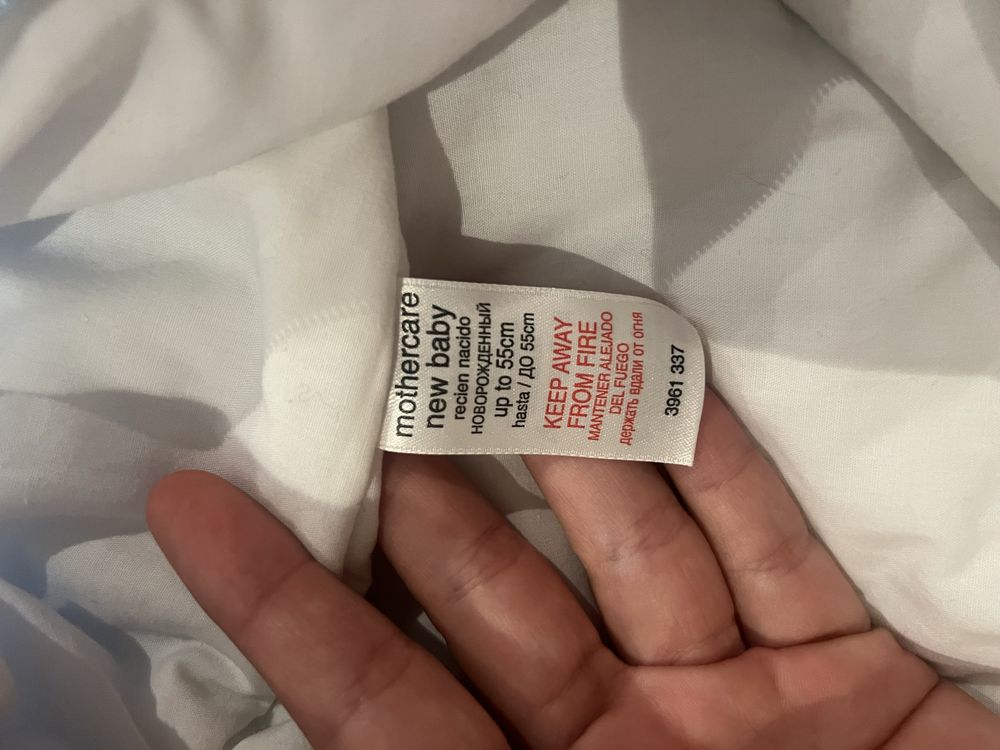 mothercare
new baby
recien nacido
НОВОРОЖДЕННЫЙ
up to 55cm
hasta / ДО 55cm
KEEP AWAY
FROM FIRE
MANTENER ALEJADO
DEL FUEGO
держать вдали от огня
3961 337